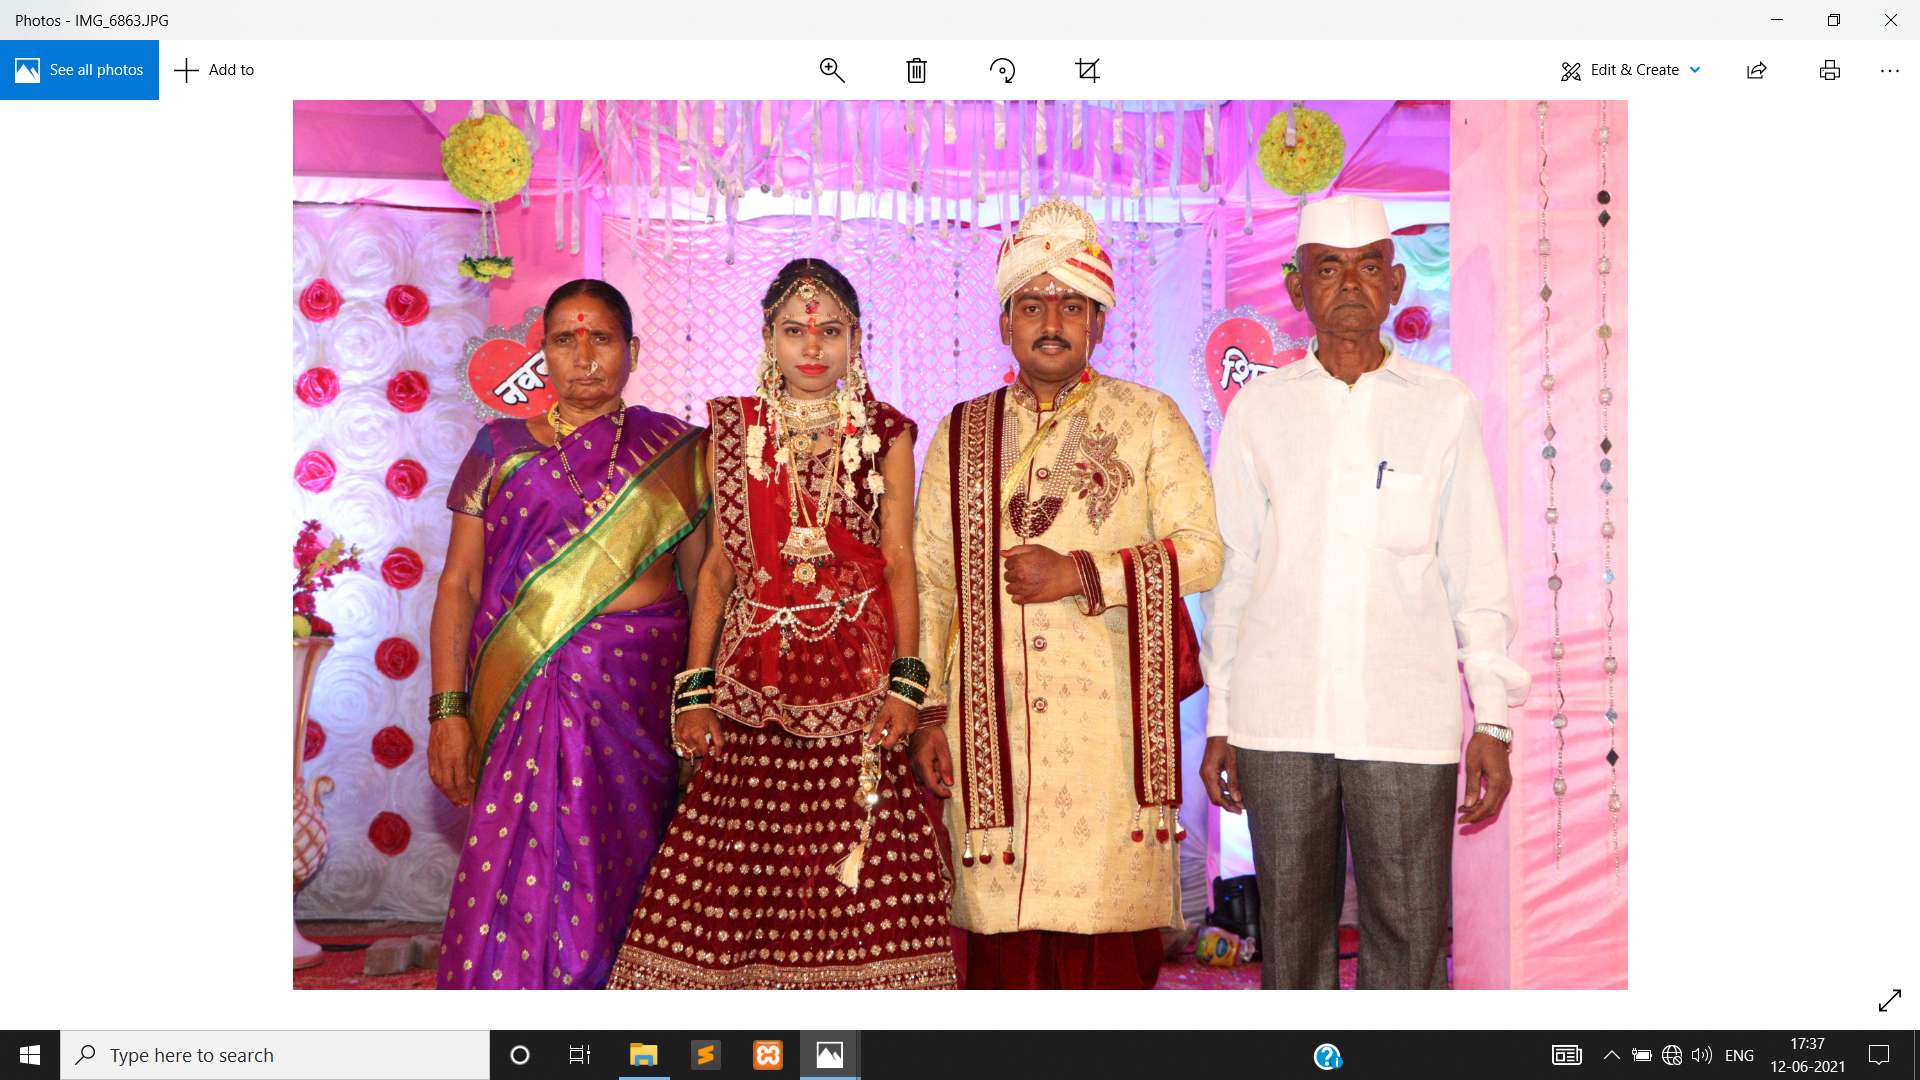 Photos - IMG_6863.JPG
See all photos
Add to
Edit & Create
Type here to search
ENG
17:37
12-06-2021